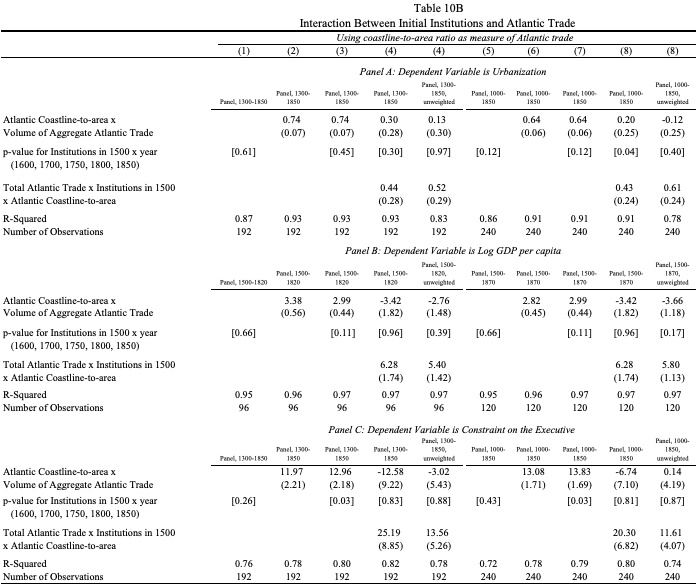 Table 10B
Interaction Between Initial Institutions and Atlantic Trade
Using coastline-to-area ratio as measure of Atlantic trade
(1) (2) (3) (4) (4) (5) (6) (7) (8) (8)
Panel A: Dependent Variable is Urbanization
Panel, 1300-1850 Panel, 1300-1850 Panel, 1300-1850 Panel, 1300-1850 Panel, 1300-1850, unweighted Panel, 1000-1850 Panel, 1000-1850 Panel, 1000-1850 Panel, 1000-1850 Panel, 1000-1850, unweighted
Atlantic Coastline-to-area x 0.74 0.74 0.30 0.13 0.64 0.64 0.20 -0.12
Volume of Aggregate Atlantic Trade (0.07) (0.07) (0.28) (0.30) (0.06) (0.06) (0.25) (0.25)
p-value for Institutions in 1500 x year [0.61] [0.45] [0.30] [0.97] [0.12] [0.12] [0.04] [0.40]
(1600, 1700, 1750, 1800, 1850)
Total Atlantic Trade x Institutions in 1500 0.44 0.52 0.43 0.61
x Atlantic Coastline-to-area (0.28) (0.29) (0.24) (0.24)
R-Squared 0.87 0.93 0.93 0.93 0.83 0.86 0.91 0.91 0.91 0.78
Number of Observations 192 192 192 192 192 240 240 240 240 240
Panel B: Dependent Variable is Log GDP per capita
Panel, 1500-1820 Panel, 1500-1820 Panel, 1500-1820 Panel, 1500-1820 Panel, 1500-1820, unweighted Panel, 1500-1870 Panel, 1500-1870 Panel, 1500-1870 Panel, 1500-1870 Panel, 1500-1870, unweighted
Atlantic Coastline-to-area x 3.38 2.99 -3.42 -2.76 2.82 2.99 -3.42 -3.66
Volume of Aggregate Atlantic Trade (0.56) (0.44) (1.82) (1.48) (0.45) (0.44) (1.82) (1.18)
p-value for Institutions in 1500 x year [0.66] [0.11] [0.96] [0.39] [0.66] [0.11] [0.96] [0.17]
(1600, 1700, 1750, 1800, 1850)
Total Atlantic Trade x Institutions in 1500 6.28 5.40 6.28 5.80
x Atlantic Coastline-to-area (1.74) (1.42) (1.74) (1.13)
R-Squared 0.95 0.96 0.97 0.97 0.97 0.95 0.96 0.97 0.97 0.97
Number of Observations 96 96 96 96 96 120 120 120 120 120
Panel C: Dependent Variable is Constraint on the Executive
Panel, 1300-1850 Panel, 1300-1850 Panel, 1300-1850 Panel, 1300-1850 Panel, 1300-1850, unweighted Panel, 1000-1850 Panel, 1000-1850 Panel, 1000-1850 Panel, 1000-1850 Panel, 1000-1850, unweighted
Atlantic Coastline-to-area x 11.97 12.96 -12.58 -3.02 13.08 13.83 -6.74 0.14
Volume of Aggregate Atlantic Trade (2.21) (2.18) (9.22) (5.43) (1.71) (1.69) (7.10) (4.19)
p-value for Institutions in 1500 x year [0.26] [0.03] [0.83] [0.88] [0.43] [0.03] [0.81] [0.87]
(1600, 1700, 1750, 1800, 1850)
Total Atlantic Trade x Institutions in 1500 25.19 13.56 20.30 11.61
x Atlantic Coastline-to-area (8.85) (5.26) (6.82) (4.07)
R-Squared 0.76 0.78 0.80 0.82 0.78 0.72 0.78 0.79 0.80 0.74
Number of Observations 192 192 192 192 192 240 240 240 240 240